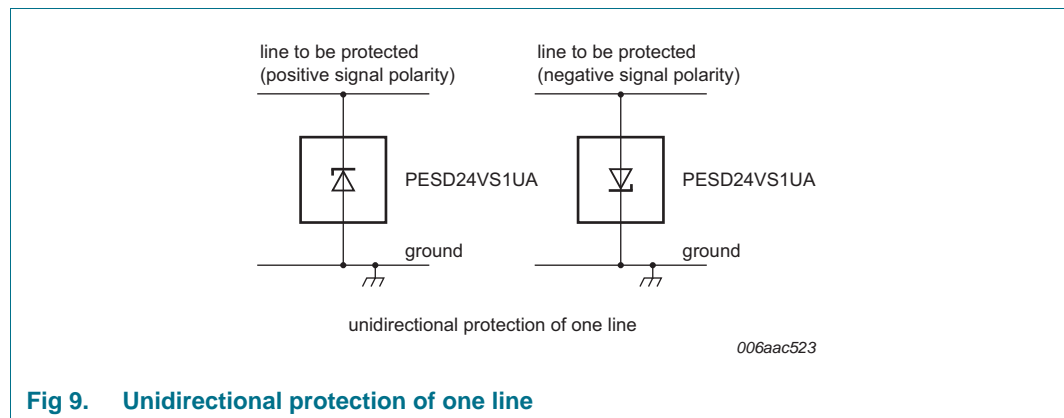 line to be protected
(positive signal polarity)
line to be protected
(negative signal polarity)
PESD24VS1UA
PESD24VS1UA
ground
ground
unidirectional protection of one line
006aac523
Fig 9. Unidirectional protection of one line